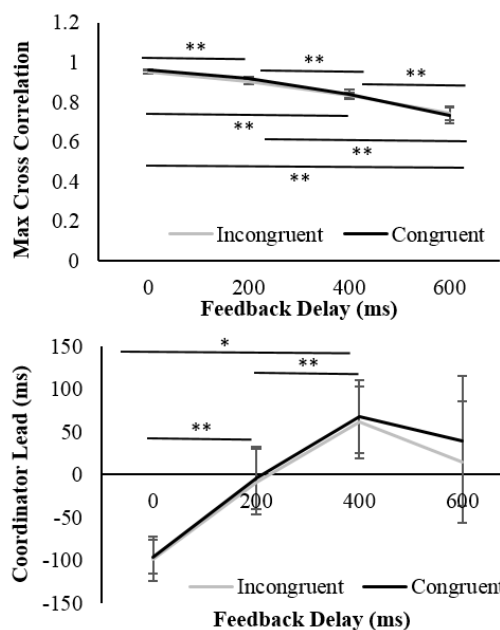 Max Cross Correlation
1.2
1
0.8
0.6
0.4
0.2
0
**
**
**
**
**
**
Incongruent Congruent
0 200 400 600
Feedback Delay (ms)
Coordinator Lead (ms)
150
100
50
0
-50
-100
-150
*
**
**
0 200 400 600
Incongruent Congruent
Feedback Delay (ms)